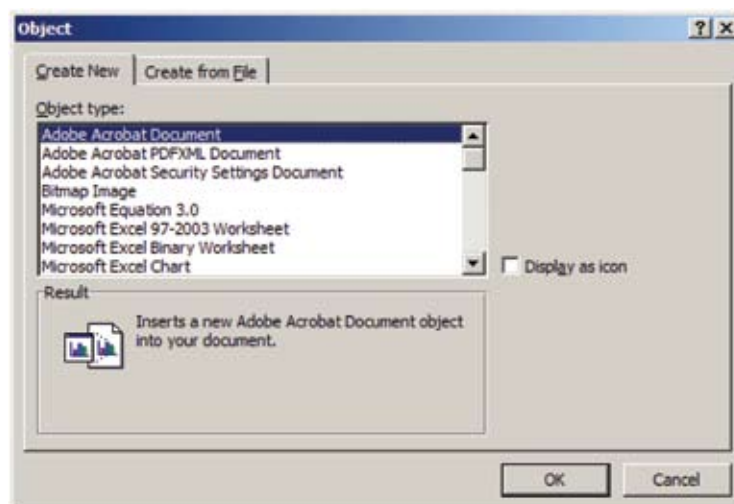 Object
Create New
Create from File
Object type:
Adobe Acrobat Document
Adobe Acrobat PDFXML Document
Adobe Acrobat Security Settings Document
Bitmap Image
Microsoft Equation 3.0
Microsoft Excel 97-2003 Worksheet
Microsoft Excel Binary Worksheet
Microsoft Excel Chart
Display as icon
Result
Inserts a new Adobe Acrobat Document object
into your document.
OK
Cancel